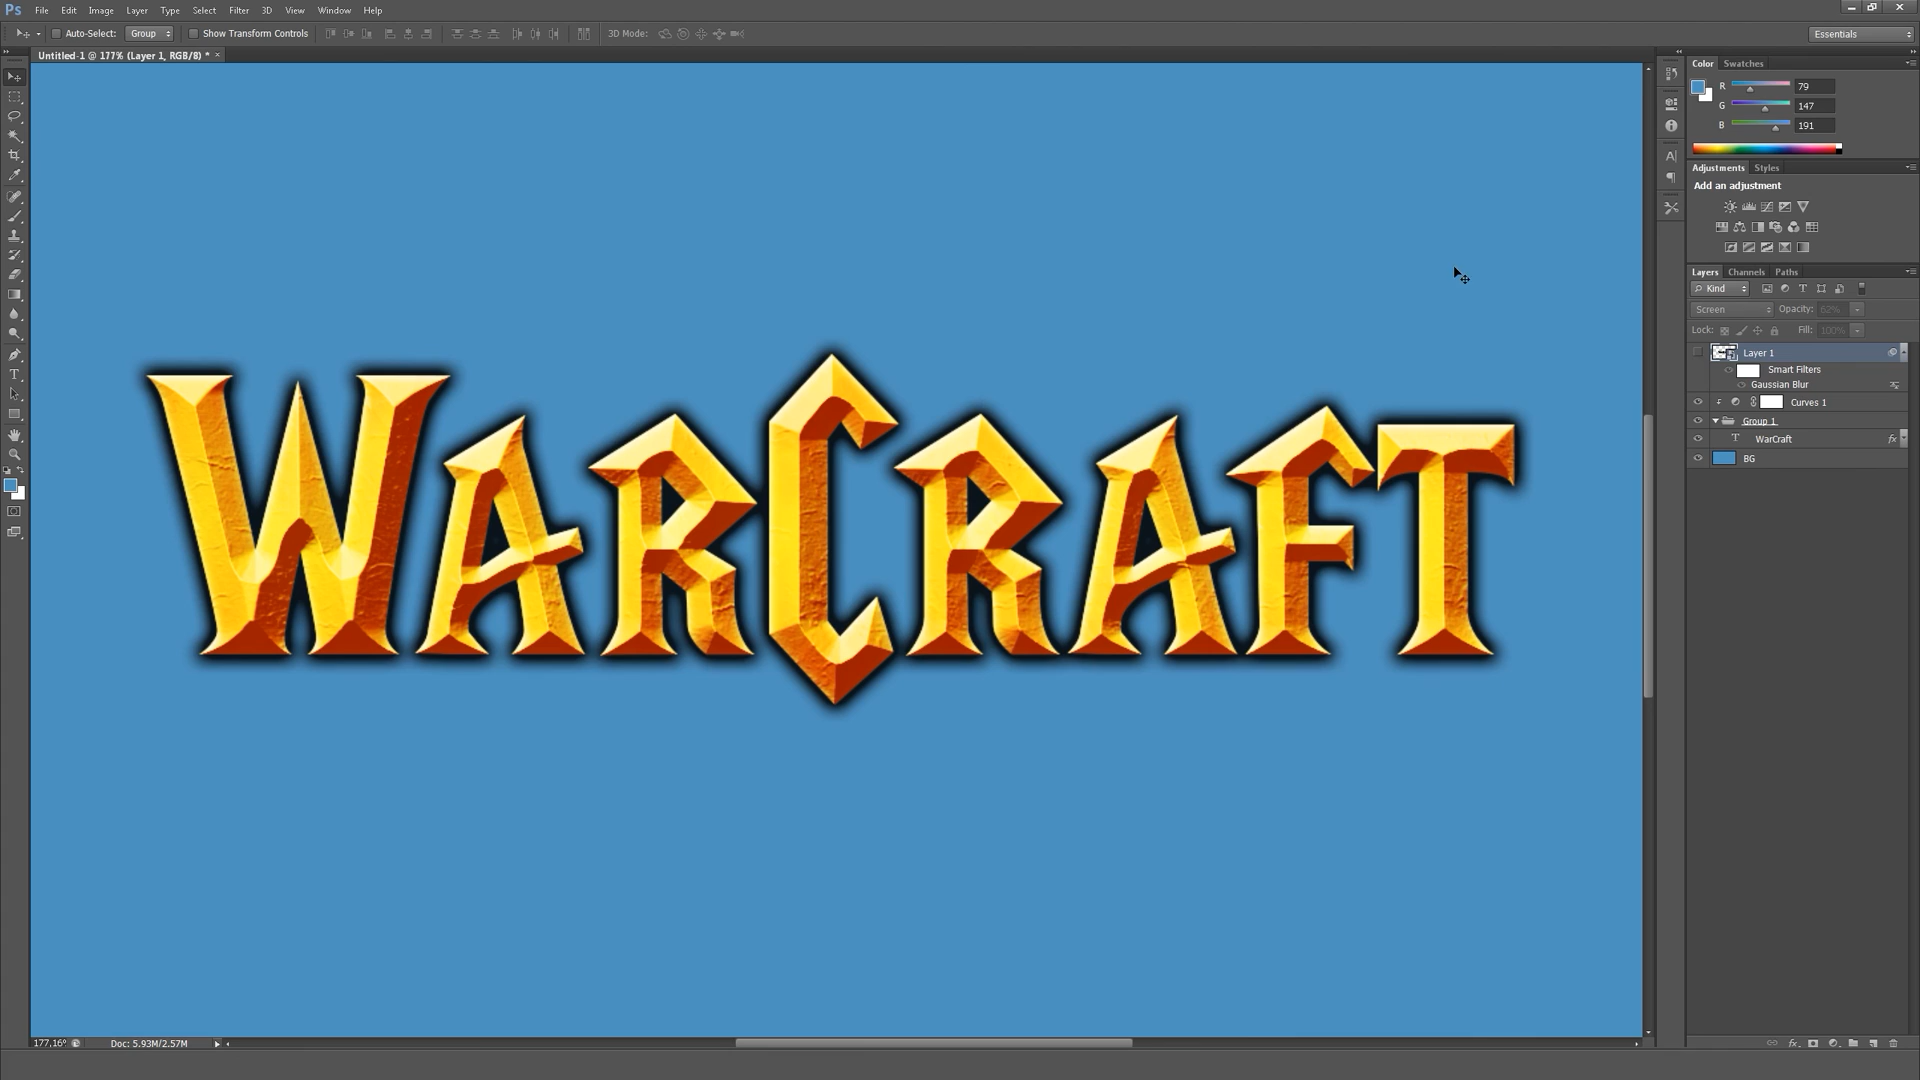 Ps File Edit Image Layer Type Select Filter 3D View Window Help
Auto-Select: Group Show Transform Controls 3D Mode: Essentials
Untitled-1 @ 177% (Layer 1, RGB/8) * ×
Color Swatches
R 79
G 147
B 191
Adjustments Styles
Add an adjustment
Layers Channels Paths
Kind
Screen Opacity: 62%
Lock: Fill: 100%
Layer 1
Smart Filters
Gaussian Blur
Curves 1
Group 1
T WarCraft fx
BG
WARCRAFT
177,16% Doc: 5.93M/2.57M